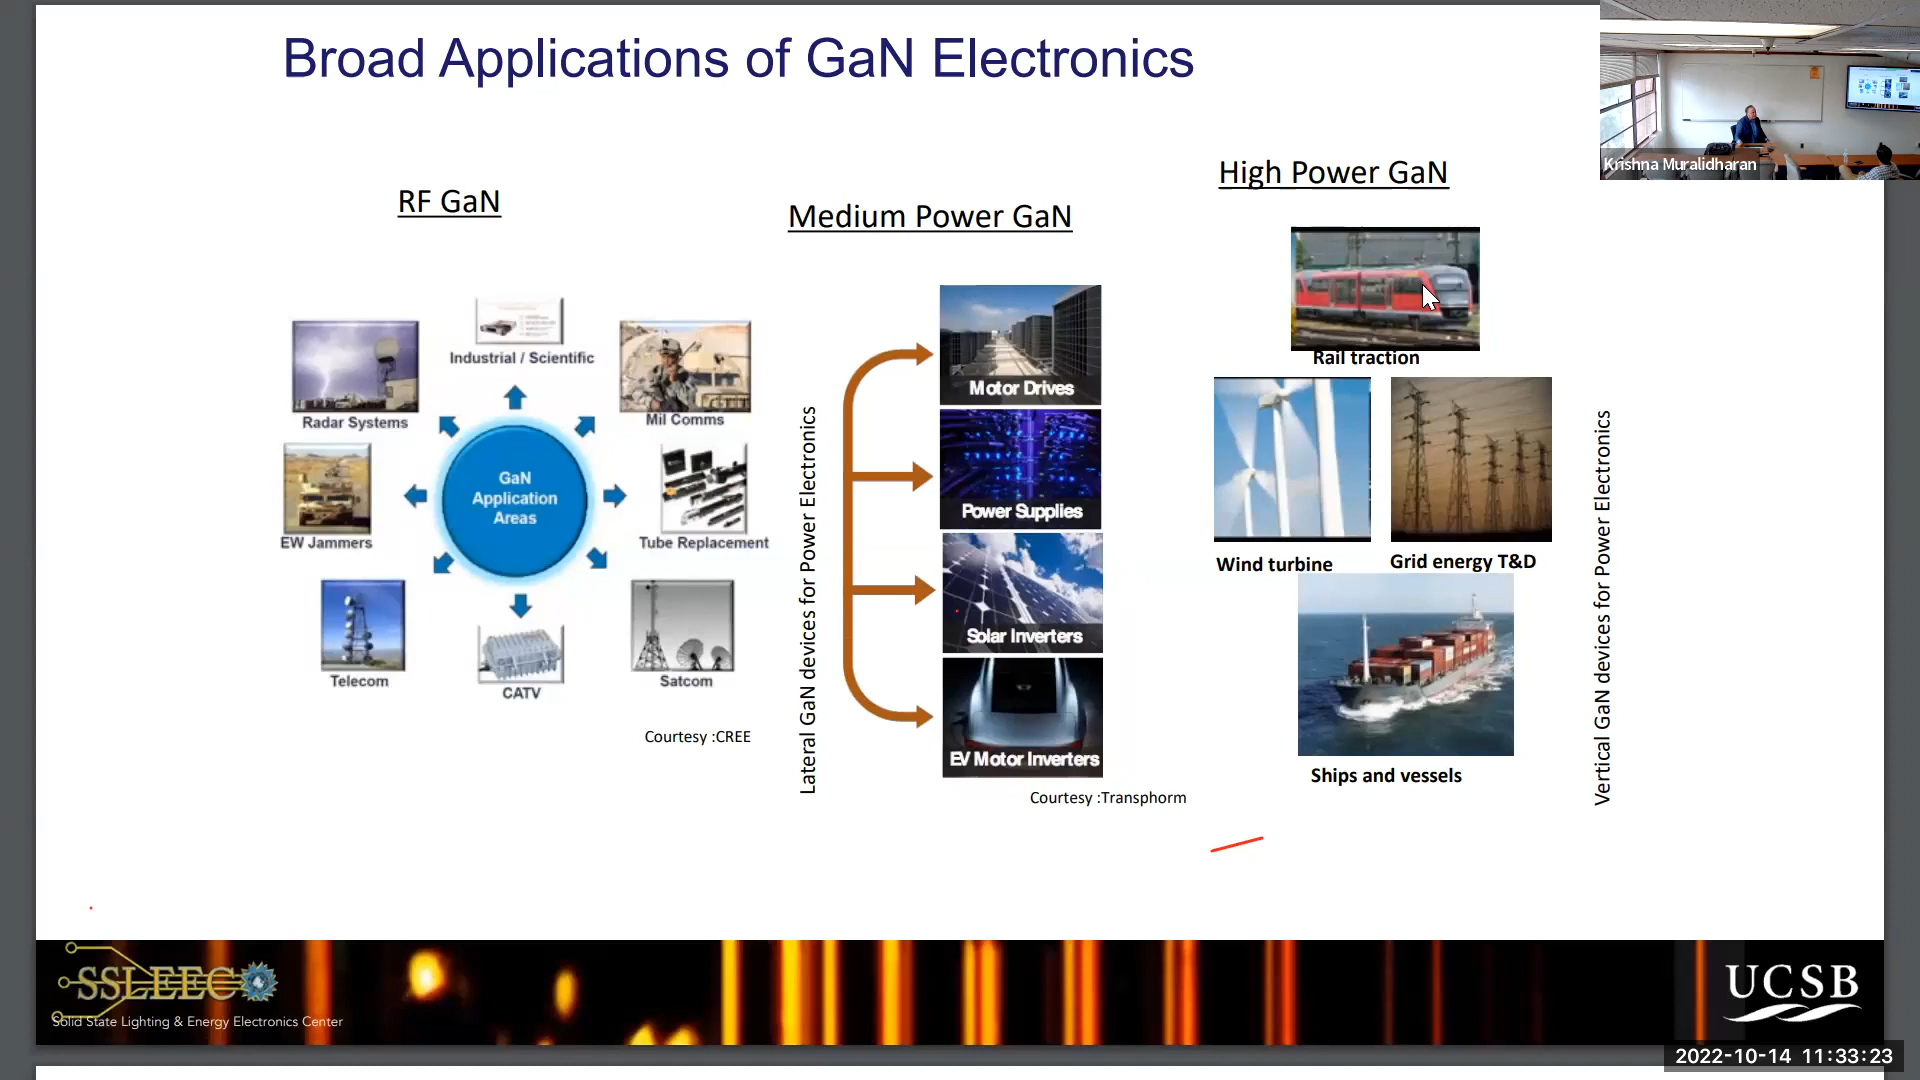 Broad Applications of GaN Electronics
Krishna Muralidharan
RF GaN
Medium Power GaN
High Power GaN
Industrial / Scientific
Radar Systems
Mil Comms
GaN
Application
Areas
EW Jammers
Tube Replacement
Telecom
CATV
Satcom
Courtesy :CREE
Lateral GaN devices for Power Electronics
Motor Drives
Power Supplies
Solar Inverters
EV Motor Inverters
Courtesy :Transphorm
Rail traction
Wind turbine
Grid energy T&D
Ships and vessels
Vertical GaN devices for Power Electronics
SSLEEC
Solid State Lighting & Energy Electronics Center
UCSB
2022-10-14 11:33:23